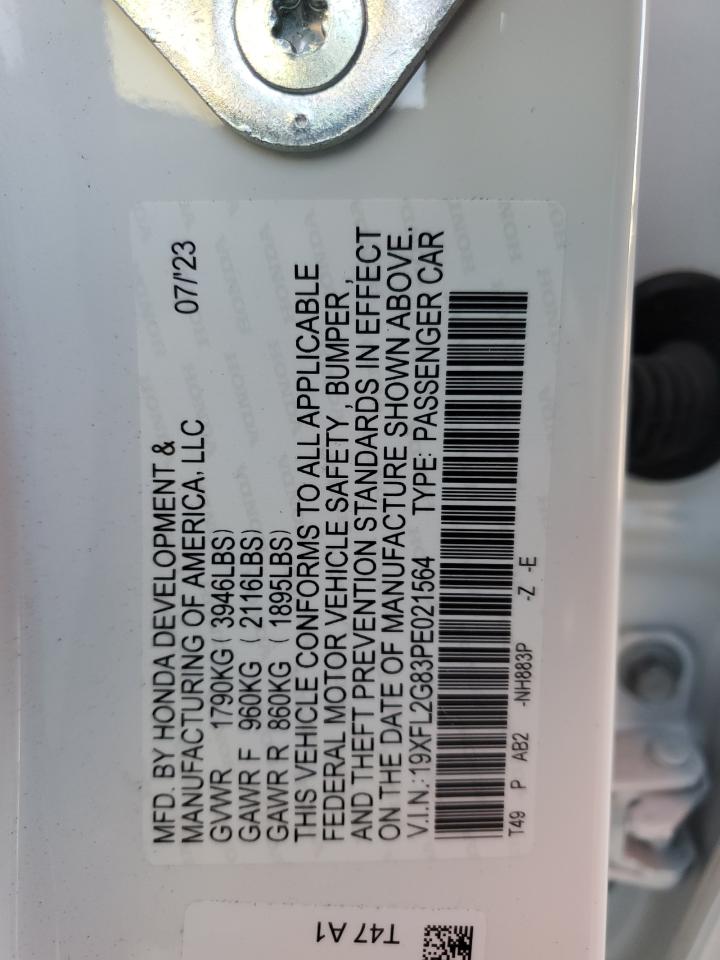 MFD. BY HONDA DEVELOPMENT &
MANUFACTURING OF AMERICA, LLC 07/'23
GVWR 1790KG (3946LBS)
GAWR F 960KG (2116LBS)
GAWR R 860KG (1895LBS)
THIS VEHICLE CONFORMS TO ALL APPLICABLE
FEDERAL MOTOR VEHICLE SAFETY , BUMPER ,
AND THEFT PREVENTION STANDARDS IN EFFECT
ON THE DATE OF MANUFACTURE SHOWN ABOVE.
V.I.N.:19XFL2G83PE021564 TYPE: PASSENGER CAR
T49 P AB2 -NH883P -Z -E
T47 A1
HONDA